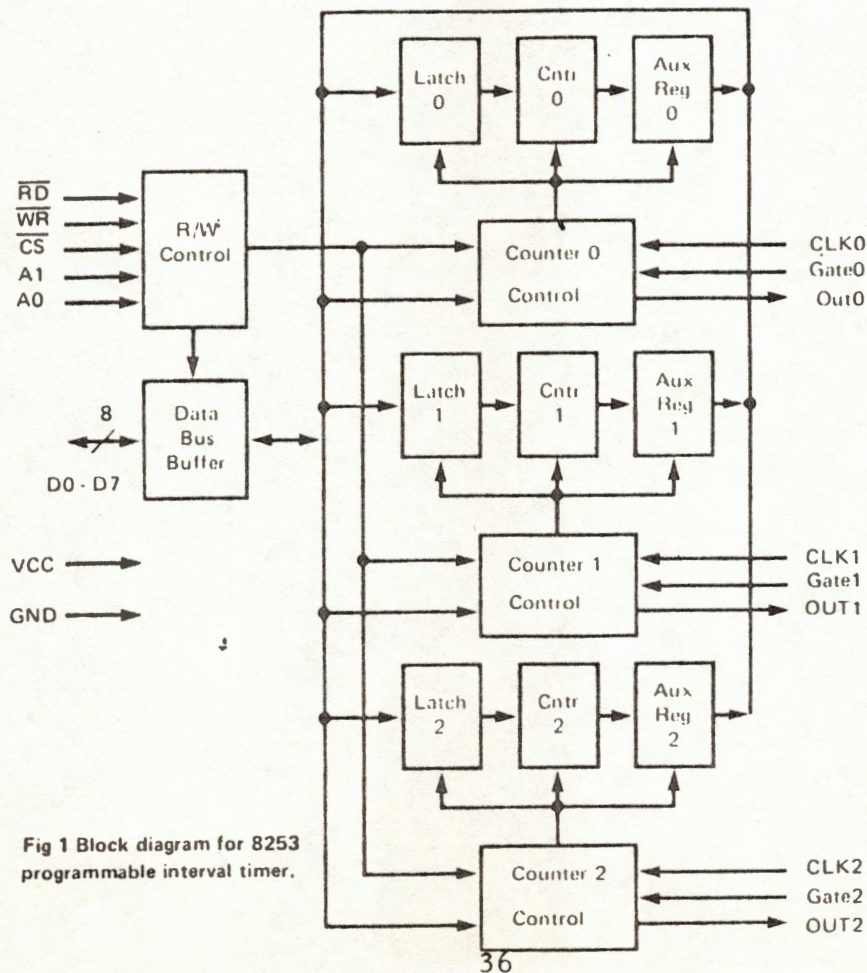 Latch
0
Cntr
0
Aux
Reg
0
RD
WR
CS
A1
A0
R/W
Control
Counter 0
Control
CLK0
Gate0
Out0
8
D0 - D7
Data
Bus
Buffer
Latch
1
Cntr
1
Aux
Reg
1
VCC
GND
Counter 1
Control
CLK1
Gate1
OUT1
Latch
2
Cntr
2
Aux
Reg
2
Fig 1 Block diagram for 8253
programmable interval timer.
Counter 2
Control
CLK2
Gate2
OUT2
36